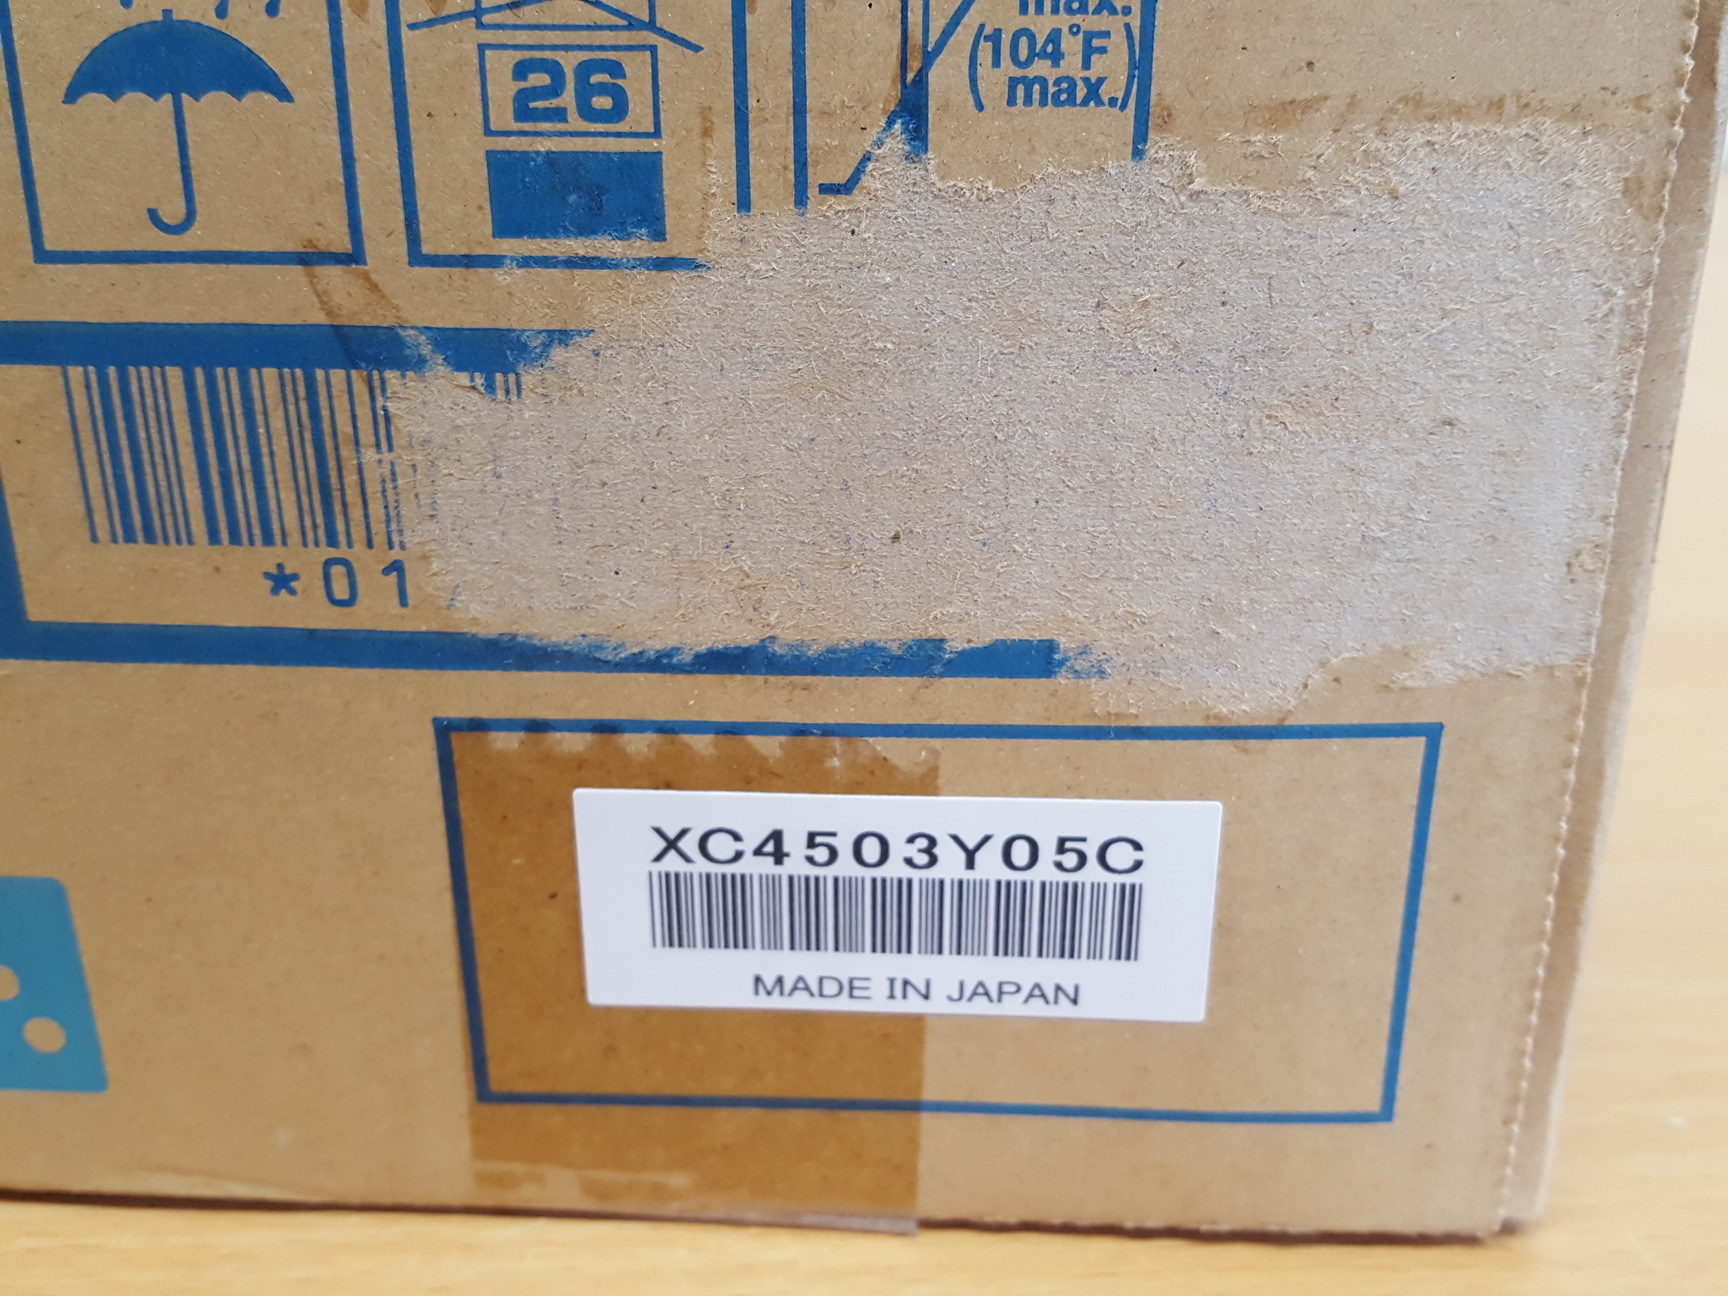 max.
(104°F
max.)
26
*01
XC4503Y05C
MADE IN JAPAN